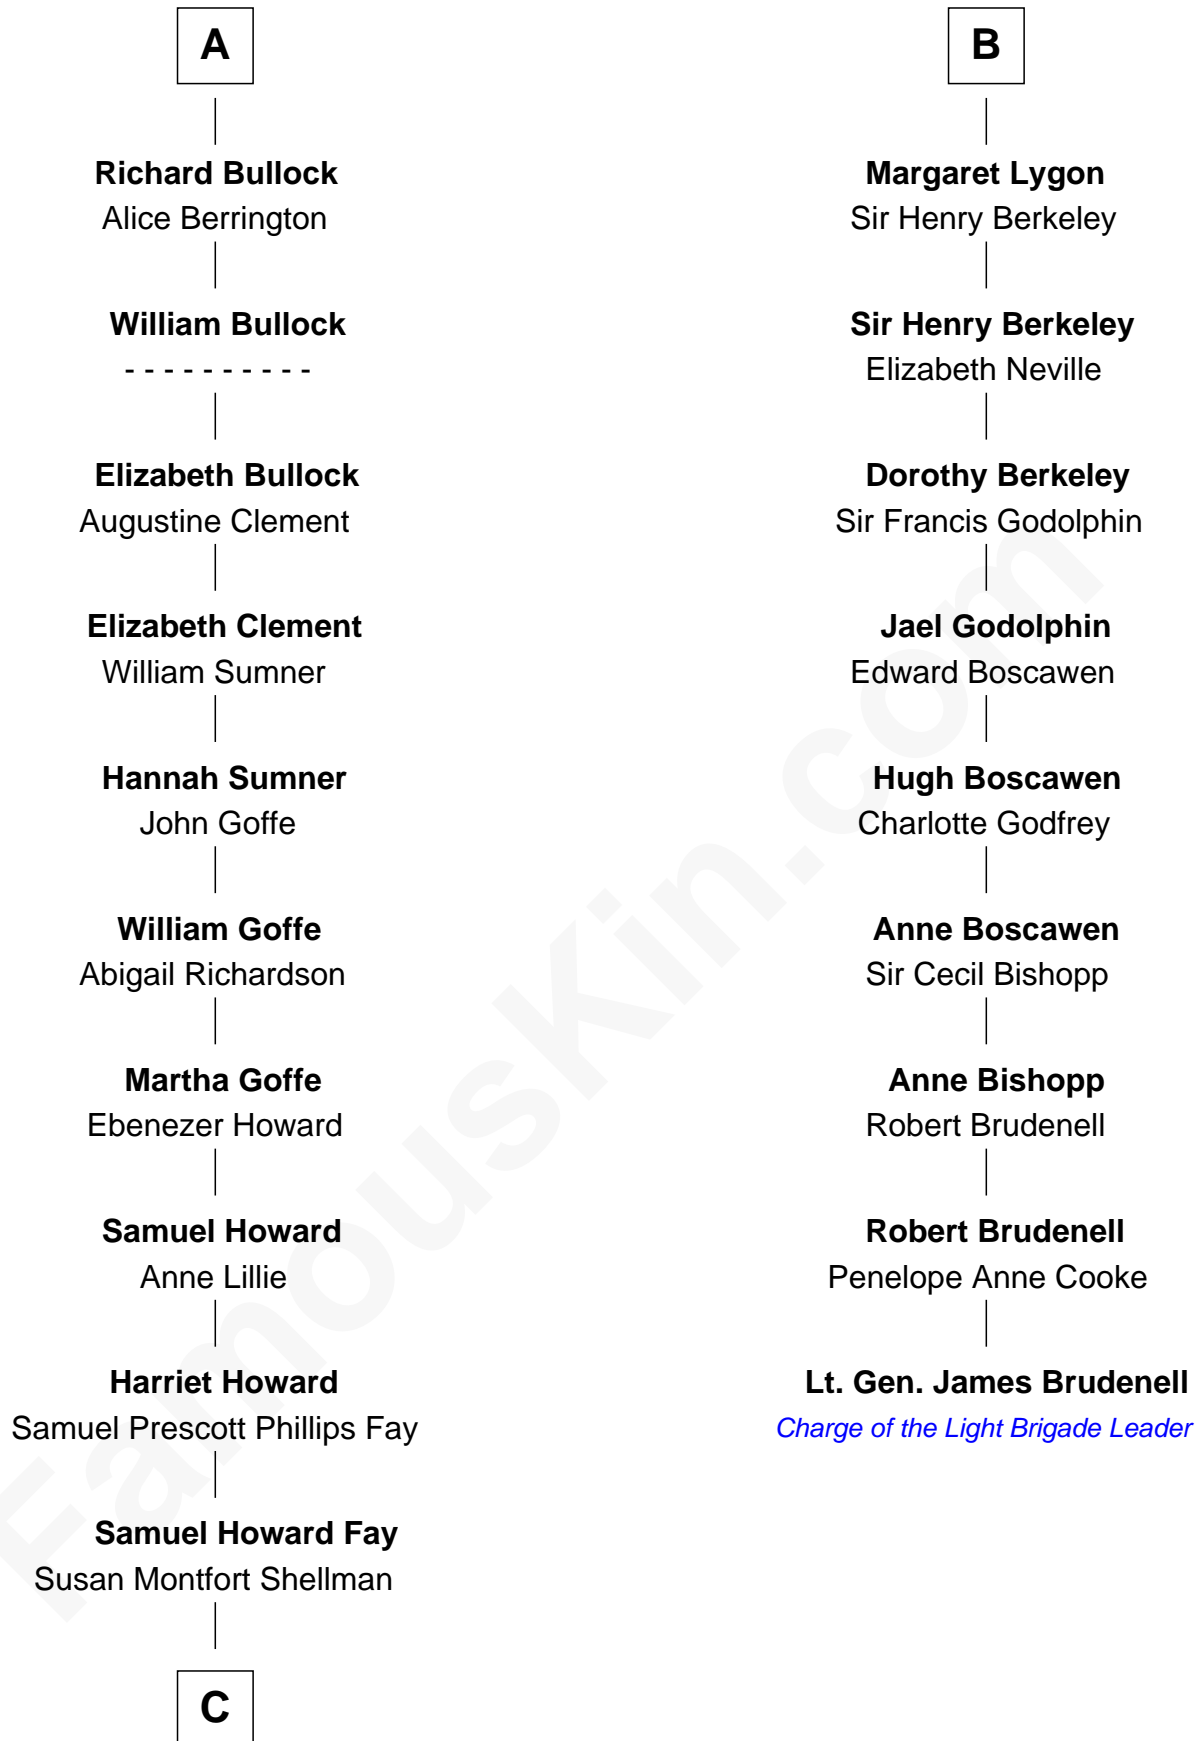 A
Richard Bullock
Alice Berrington
William Bullock
- - - - - - - - - -
Elizabeth Bullock
Augustine Clement
Elizabeth Clement
William Sumner
Hannah Sumner
John Goffe
William Goffe
Abigail Richardson
Martha Goffe
Ebenezer Howard
Samuel Howard
Anne Lillie
Harriet Howard
Samuel Prescott Phillips Fay
Samuel Howard Fay
Susan Montfort Shellman
C
B
Margaret Lygon
Sir Henry Berkeley
Sir Henry Berkeley
Elizabeth Neville
Dorothy Berkeley
Sir Francis Godolphin
Jael Godolphin
Edward Boscawen
Hugh Boscawen
Charlotte Godfrey
Anne Boscawen
Sir Cecil Bishopp
Anne Bishopp
Robert Brudenell
Robert Brudenell
Penelope Anne Cooke
Lt. Gen. James Brudenell
Charge of the Light Brigade Leader
FamousKin.com